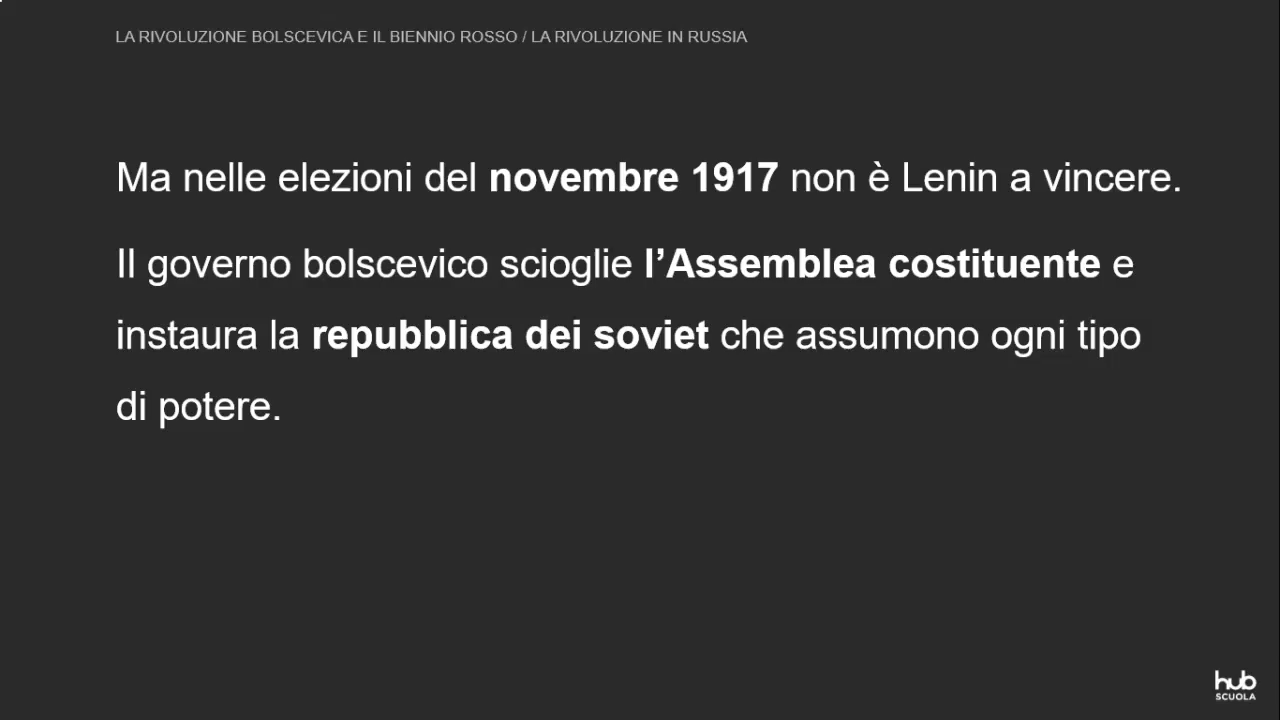 LA RIVOLUZIONE BOLSCEVICA E IL BIENNIO ROSSO / LA RIVOLUZIONE IN RUSSIA
Ma nelle elezioni del novembre 1917 non è Lenin a vincere.
Il governo bolscevico scioglie l’Assemblea costituente e
instaura la repubblica dei soviet che assumono ogni tipo
di potere.
hub
SCUOLA